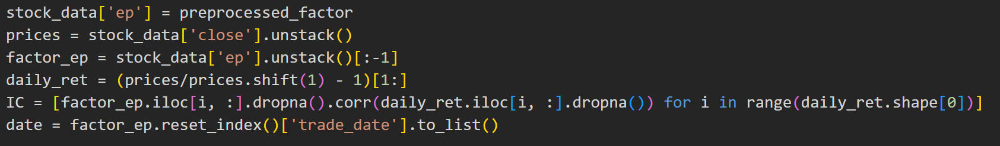 stock_data['ep'] = preprocessed_factor
prices = stock_data['close'].unstack()
factor_ep = stock_data['ep'].unstack()[:-1]
daily_ret = (prices/prices.shift(1) - 1)[1:]
IC = [factor_ep.iloc[i, :].dropna().corr(daily_ret.iloc[i, :].dropna()) for i in range(daily_ret.shape[0])]
date = factor_ep.reset_index()['trade_date'].to_list()